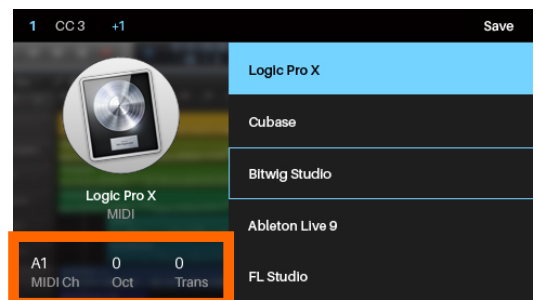 1 CC 3 +1 Save
Logic Pro X
MIDI
A1 0 0
MIDI Ch Oct Trans
Logic Pro X
Cubase
Bitwig Studio
Ableton Live 9
FL Studio